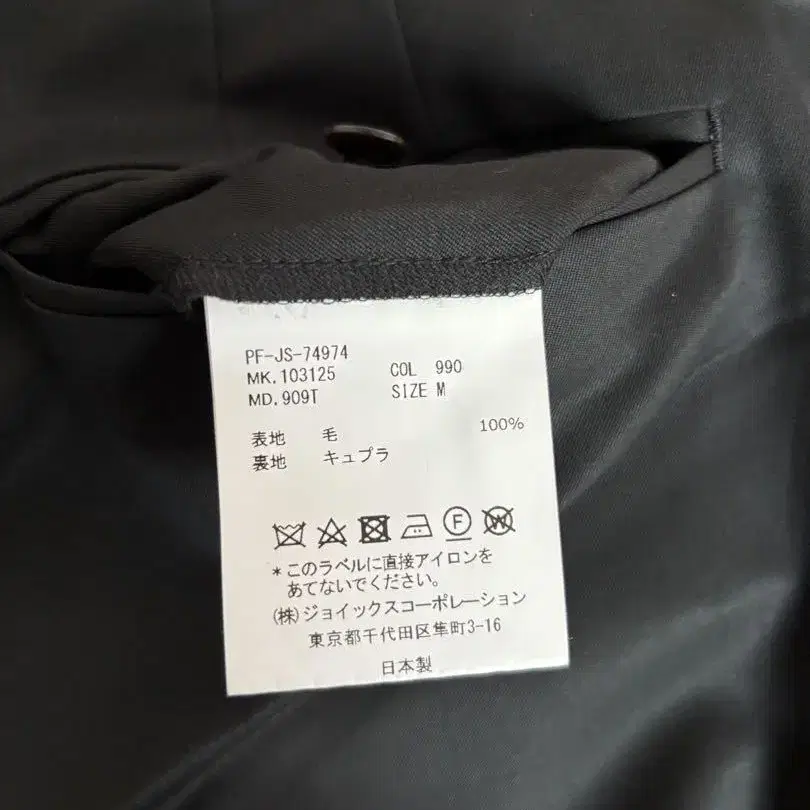 PF-JS-74974
MK.103125 COL 990
MD.909T SIZE M
表地 毛 100%
裏地 キュプラ
F W
*このラベルに直接アイロンを
あてないでください。
(株)ジョイックスコーポレーション
東京都千代田区隼町3-16
日本製